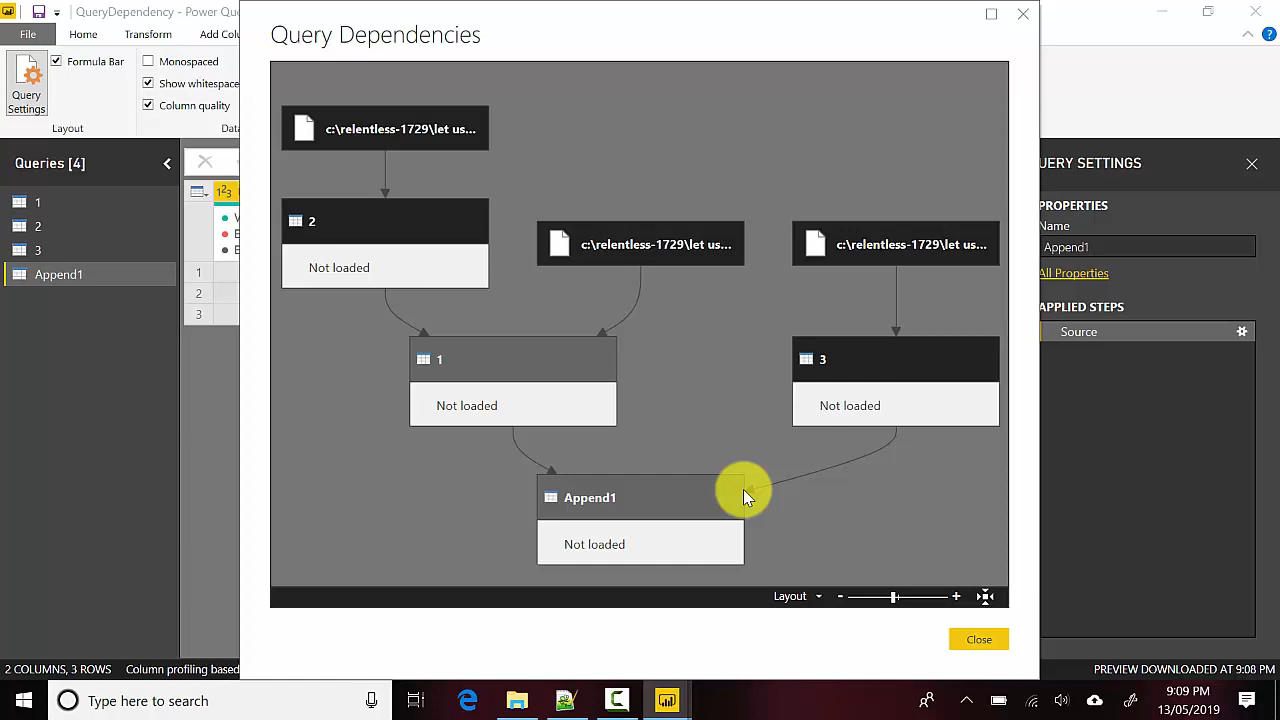 QueryDependency - Power Qu
File
Home
Transform
Add Colu
Query
Settings
Formula Bar
Monospaced
Show whitespace
Column quality
Layout
Data
Queries [4]
1
2
3
Append1
1
2
3
Query Dependencies
c:\relentless-1729\let us...
2
Not loaded
c:\relentless-1729\let us...
c:\relentless-1729\let us...
1
Not loaded
3
Not loaded
Append1
Not loaded
Layout
Close
QUERY SETTINGS
PROPERTIES
Name
Append1
All Properties
APPLIED STEPS
Source
2 COLUMNS, 3 ROWS
Column profiling based
PREVIEW DOWNLOADED AT 9:08 PM
Type here to search
9:09 PM
13/05/2019